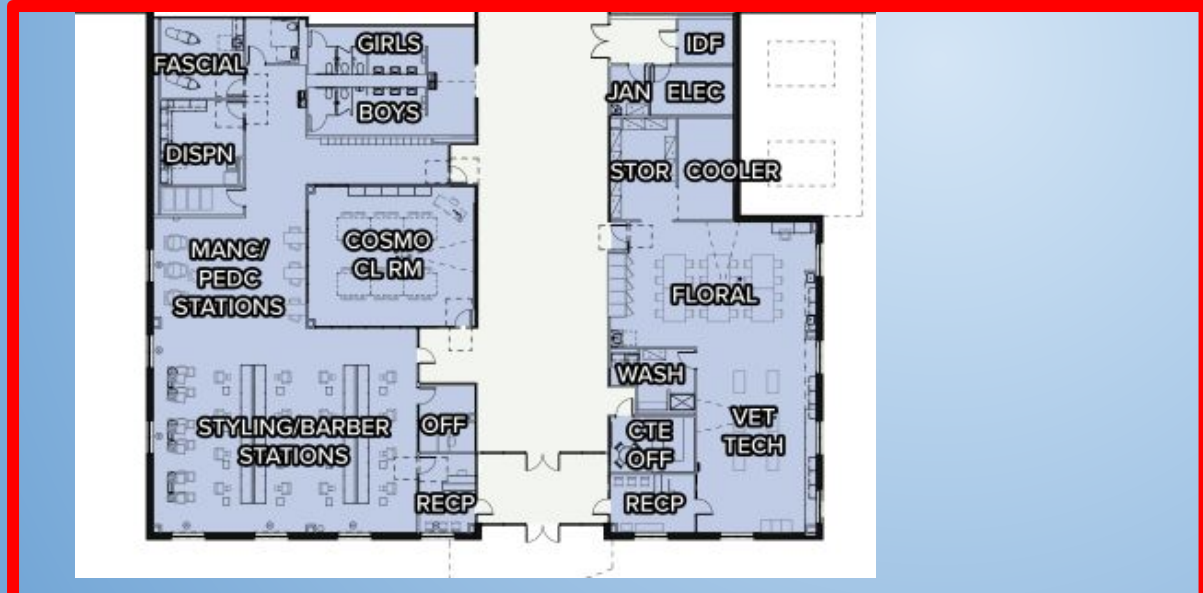 GIRLS
IDF
FASCIAL
JAN
ELEC
BOYS
DISPN
STOR
COOLER
MANC/
PEDC
STATIONS
COSMO
CL RM
FLORAL
WASH
STYLING/BARBER
STATIONS
OFF
CTE
OFF
VET
TECH
RECP
RECP